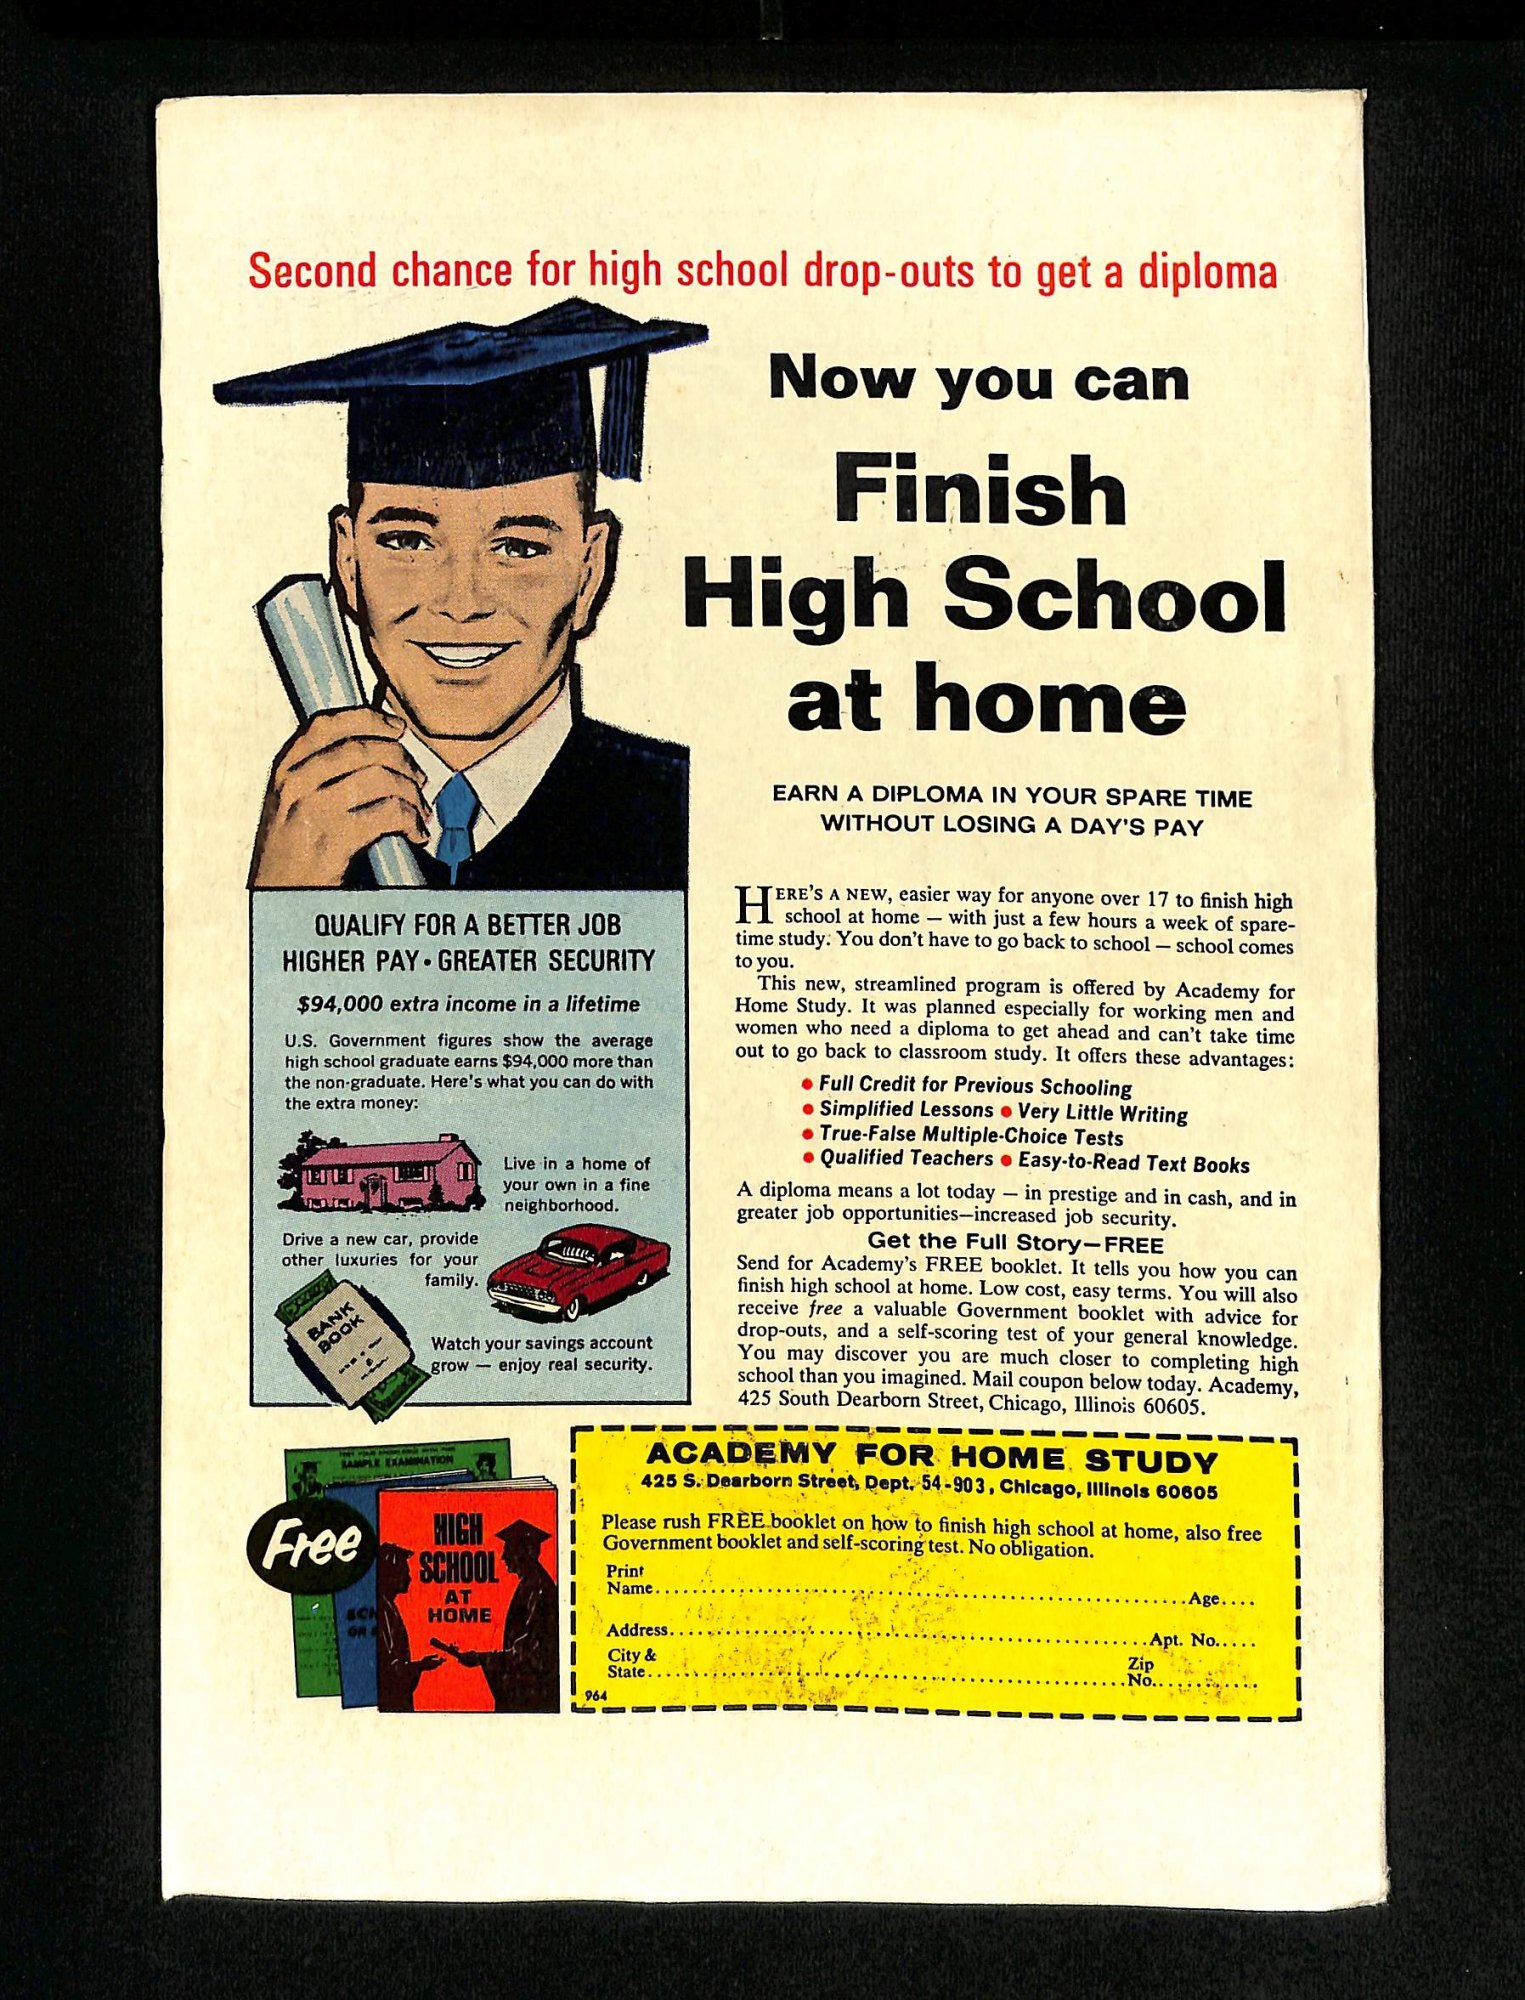 Second chance for high school drop-outs to get a diploma
Now you can
Finish
High School
at home
EARN A DIPLOMA IN YOUR SPARE TIME
WITHOUT LOSING A DAY'S PAY
QUALIFY FOR A BETTER JOB
HIGHER PAY • GREATER SECURITY
$94,000 extra income in a lifetime
U.S. Government figures show the average
high school graduate earns $94,000 more than
the non-graduate. Here's what you can do with
the extra money:
Live in a home of
your own in a fine
neighborhood.
Drive a new car, provide
other luxuries for your
family.
BANK
BOOK
Watch your savings account
grow — enjoy real security.
HERE'S A NEW, easier way for anyone over 17 to finish high
school at home — with just a few hours a week of spare-
time study. You don't have to go back to school — school comes
to you.
This new, streamlined program is offered by Academy for
Home Study. It was planned especially for working men and
women who need a diploma to get ahead and can't take time
out to go back to classroom study. It offers these advantages:
• Full Credit for Previous Schooling
• Simplified Lessons • Very Little Writing
• True-False Multiple-Choice Tests
• Qualified Teachers • Easy-to-Read Text Books
A diploma means a lot today — in prestige and in cash, and in
greater job opportunities—increased job security.
Get the Full Story—FREE
Send for Academy's FREE booklet. It tells you how you can
finish high school at home. Low cost, easy terms. You will also
receive free a valuable Government booklet with advice for
drop-outs, and a self-scoring test of your general knowledge.
You may discover you are much closer to completing high
school than you imagined. Mail coupon below today. Academy,
425 South Dearborn Street, Chicago, Illinois 60605.
SAMPLE EXAMINATION
Free
HIGH
SCHOOL
AT
HOME
ACADEMY FOR HOME STUDY
425 S. Dearborn Street, Dept. 54-903, Chicago, Illinois 60605
Please rush FREE booklet on how to finish high school at home, also free
Government booklet and self-scoring test. No obligation.
Print
Name.......... Age....
Address.......... Apt. No.....
City &
State.......... Zip
No.............
964